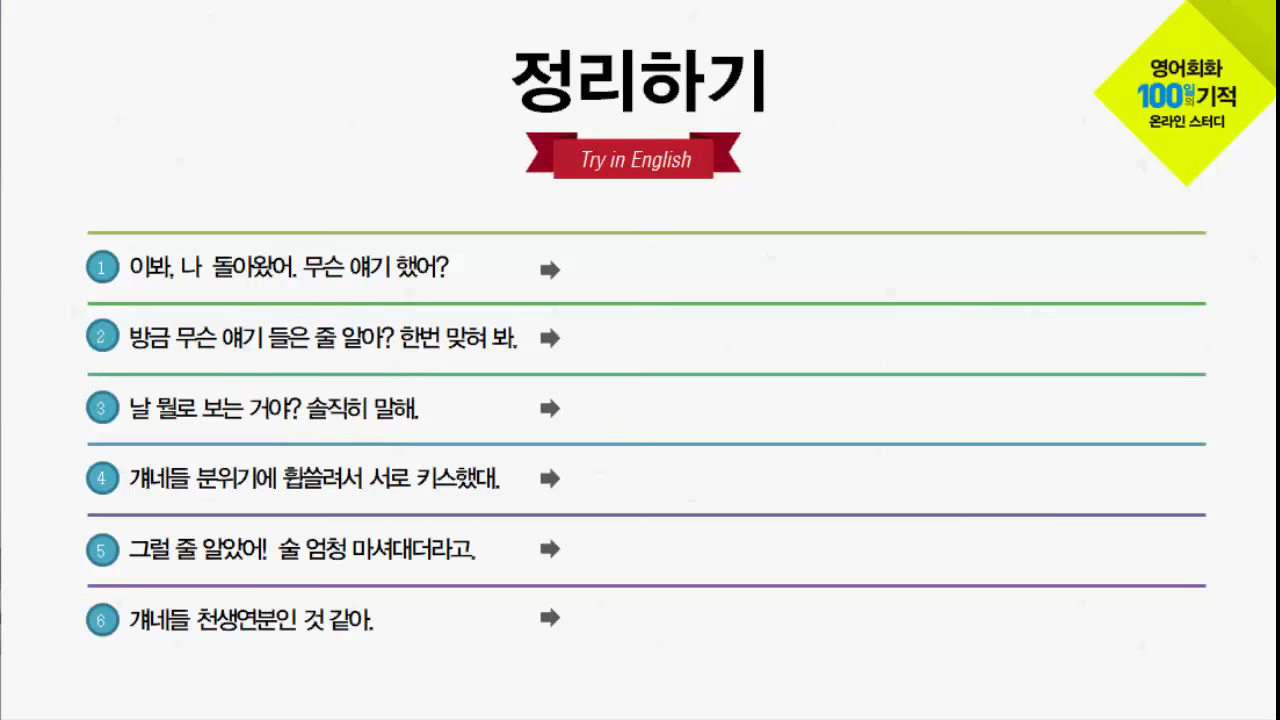 정리하기
Try in English
영어회화
100일의기적
온라인 스터디
1 이봐, 나 돌아왔어. 무슨 얘기 했어?
2 방금 무슨 얘기 들은 줄 알아? 한번 맞혀 봐.
3 날 뭘로 보는 거야? 솔직히 말해.
4 걔네들 분위기에 휩쓸려서 서로 키스했대.
5 그럴 줄 알았어! 술 엄청 마셔대더라고.
6 걔네들 천생연분인 것 같아.